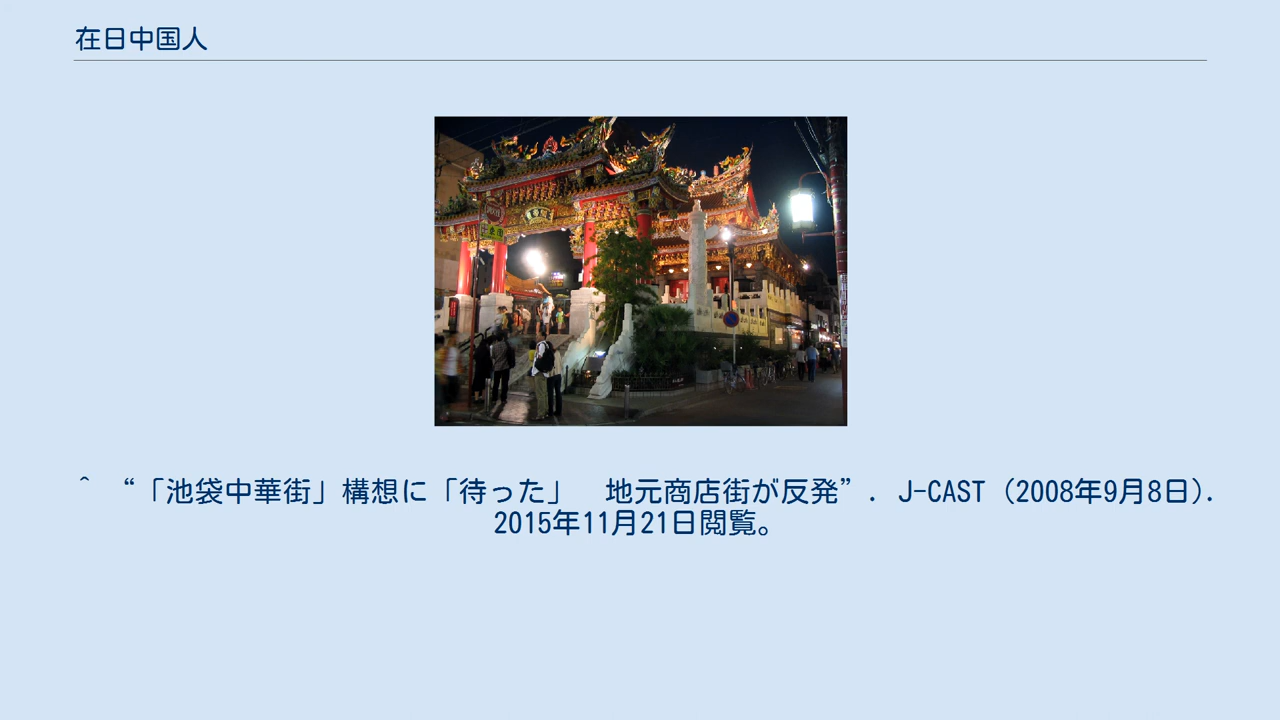 在日中国人
^ “「池袋中華街」構想に「待った」　地元商店街が反発”. J-CAST (2008年9月8日).
2015年11月21日閲覧。